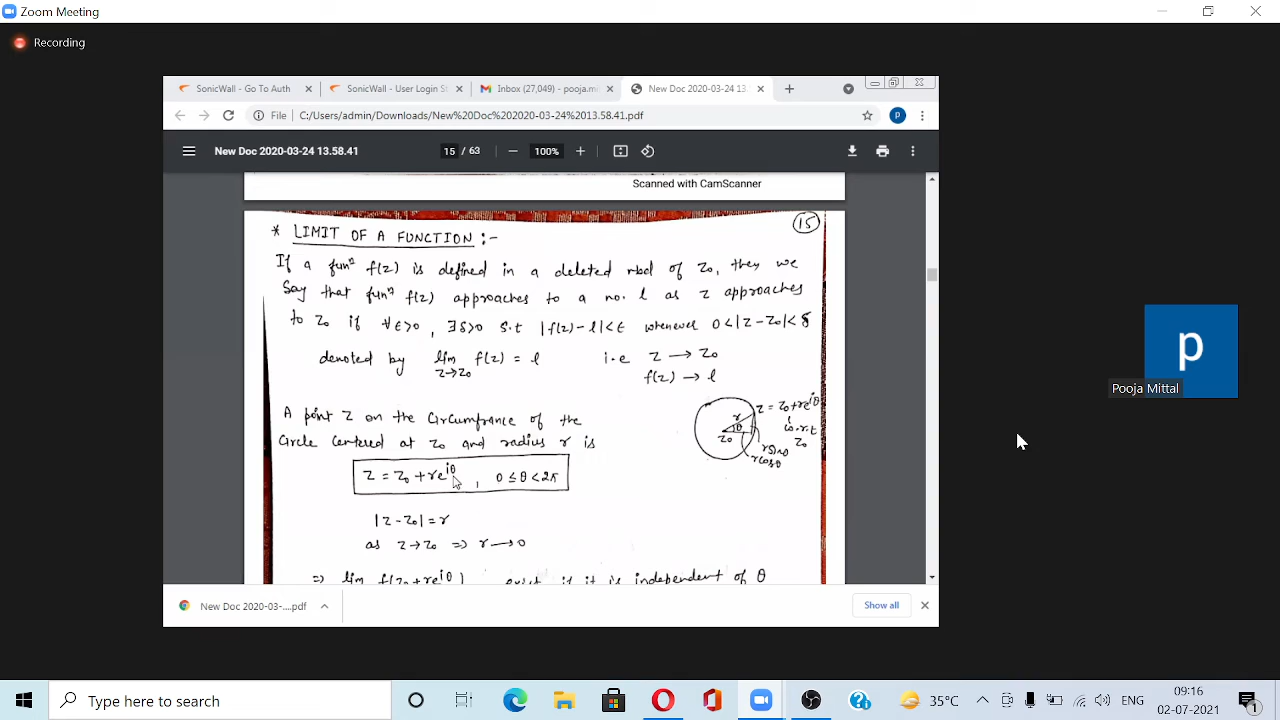 Zoom Meeting
Recording
SonicWall - Go To Auth
SonicWall - User Login S
Inbox (27,049) - pooja.m
New Doc 2020-03-24 13.
File | C:/Users/admin/Downloads/New%20Doc%202020-03-24%2013.58.41.pdf
p
New Doc 2020-03-24 13.58.41
15 / 63
100%
Scanned with CamScanner
15
* LIMIT OF A FUNCTION :-
If a funⁿ f(z) is defined in a deleted nbd of z₀, they we
Say that funⁿ f(z) approaches to a no. l as z approaches
to z₀ if ∀ε>0, ∃δ>0 s.t |f(z)-l|<ε whenever 0<|z-z₀|<δ
denoted by lim f(z) = l i.e z → z₀
z→z₀ f(z) → l
A point z on the Circumfrance of the
Circle Centered at z₀ and radius r is
z = z₀ + re^iθ , 0 ≤ θ < 2π
z = z₀ + re^iθ
w.r.t
z₀
r
θ
z₀
r sinθ
r cosθ
|z - z₀| = r
as z→z₀ => r → 0
=> lim f(z₀+re^iθ) exist if it is independent of θ
p
Pooja Mittal
New Doc 2020-03-....pdf
Show all
Type here to search
35°C
ENG
09:16
02-07-2021
1